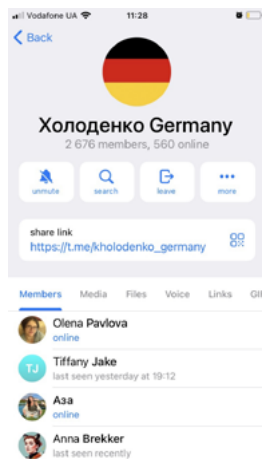 Vodafone UA 11:28
Back
Холоденко Germany
2 676 members, 560 online
unmute search leave more
share link
https://t.me/kholodenko_germany
Members Media Files Voice Links GIF
Olena Pavlova
online
TJ Tiffany Jake
last seen yesterday at 19:12
Аза
online
Anna Brekker
last seen recently